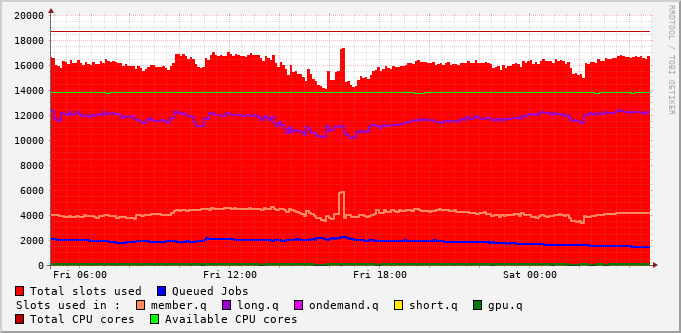 20000
18000
16000
14000
12000
10000
8000
6000
4000
2000
0
Fri 06:00 Fri 12:00 Fri 18:00 Sat 00:00
Total slots used Queued Jobs
Slots used in : member.q long.q ondemand.q short.q gpu.q
Total CPU cores Available CPU cores
RRDTOOL / TOBI OETIKER